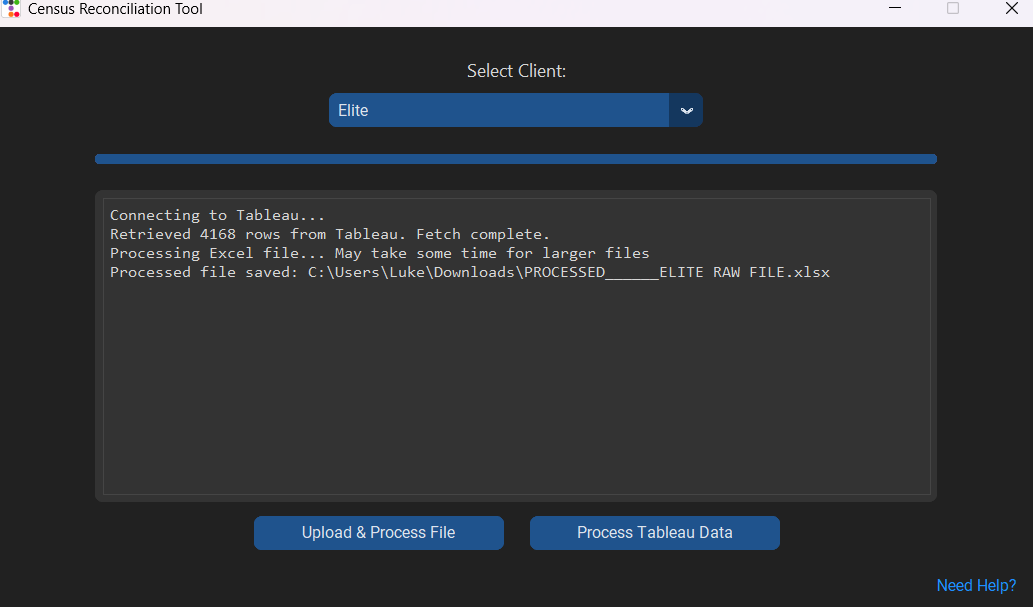 Census Reconciliation Tool
Select Client:
Elite
Connecting to Tableau...
Retrieved 4168 rows from Tableau. Fetch complete.
Processing Excel file... May take some time for larger files
Processed file saved: C:\Users\Luke\Downloads\PROCESSED______ELITE RAW FILE.xlsx
Upload & Process File
Process Tableau Data
Need Help?